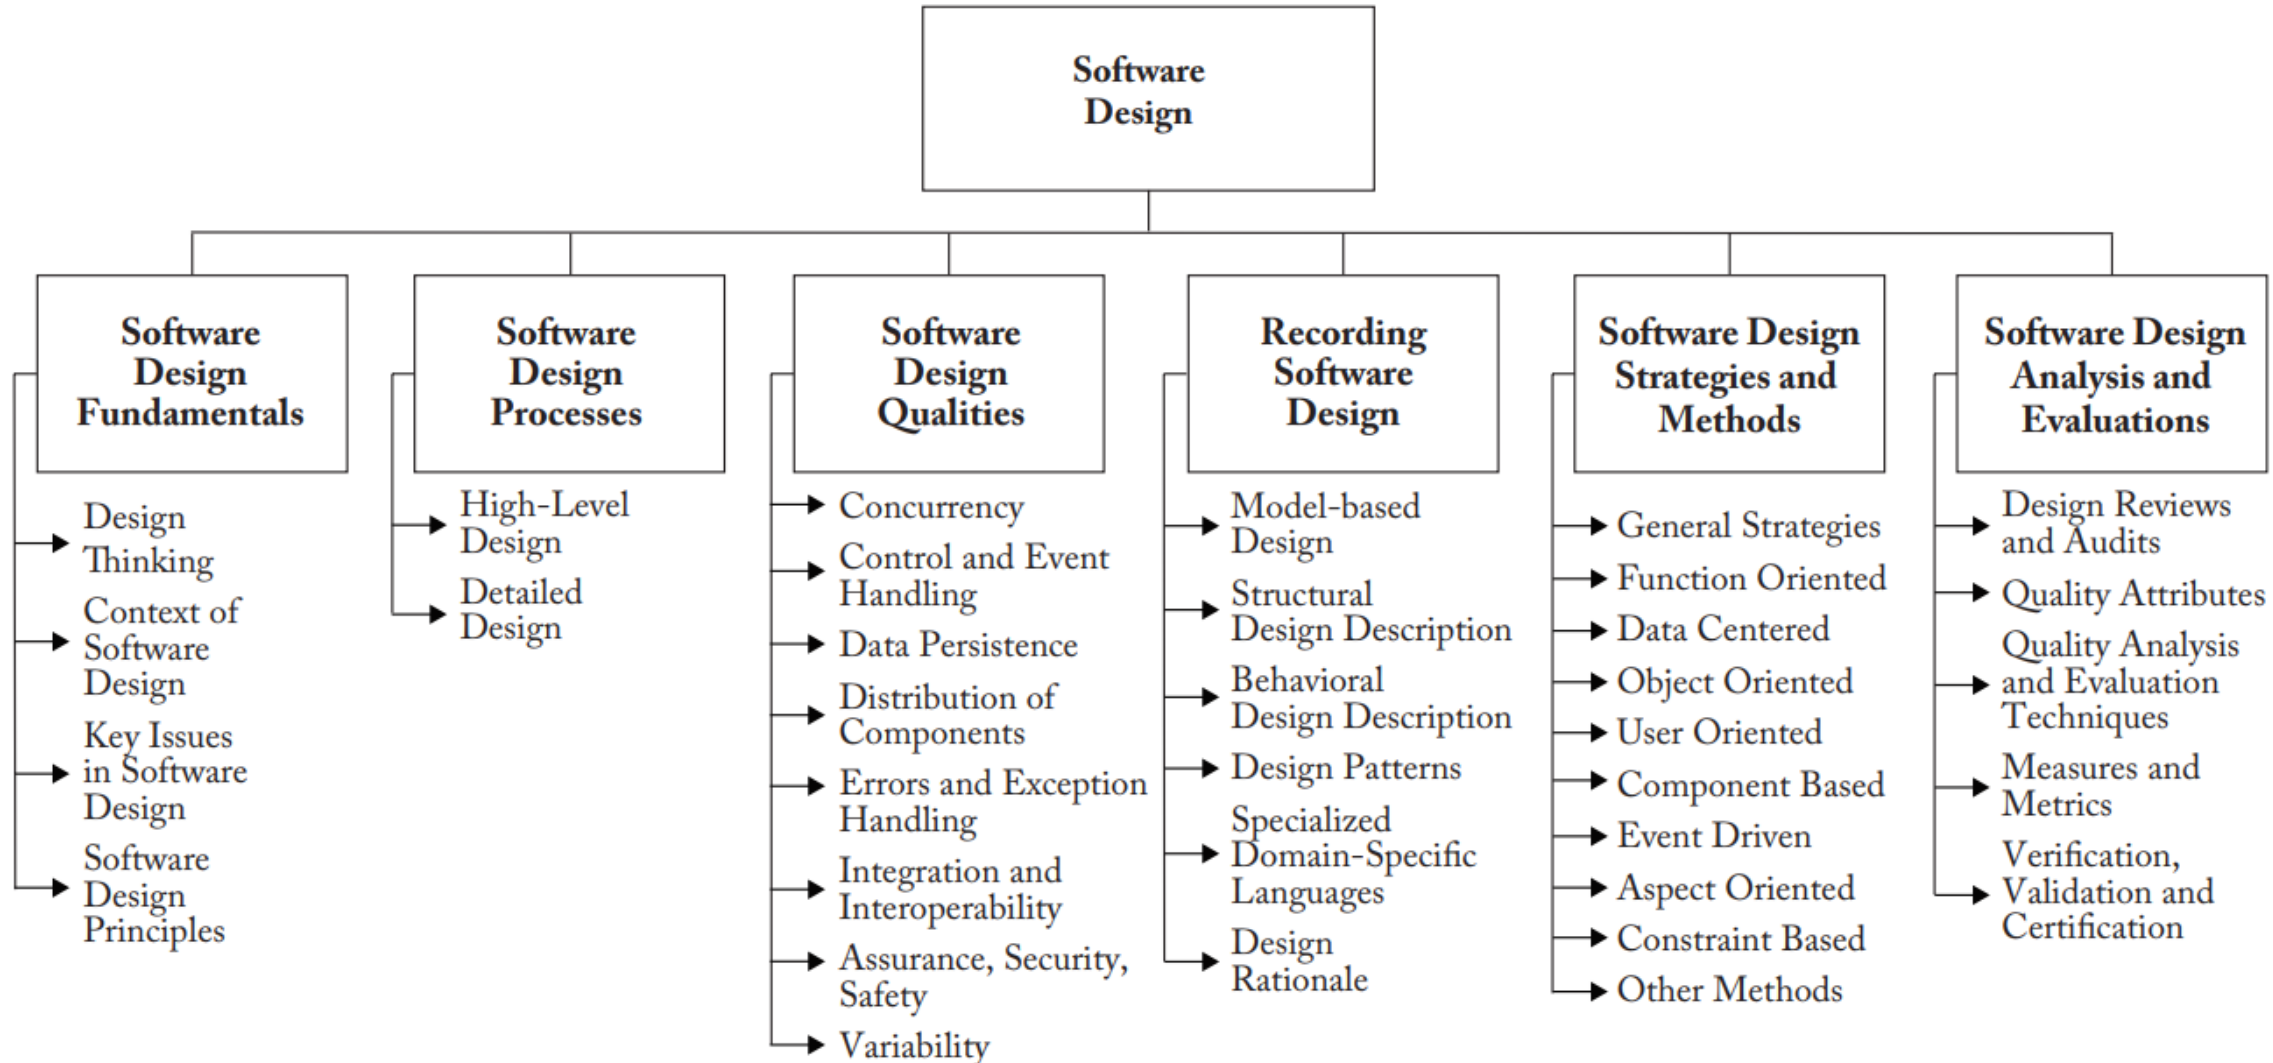 Software
Design
Software
Design
Fundamentals
Design
Thinking
Context of
Software
Design
Key Issues
in Software
Design
Software
Design
Principles
Software
Design
Processes
High-Level
Design
Detailed
Design
Software
Design
Qualities
Concurrency
Control and Event
Handling
Data Persistence
Distribution of
Components
Errors and Exception
Handling
Integration and
Interoperability
Assurance, Security,
Safety
Variability
Recording
Software
Design
Model-based
Design
Structural
Design Description
Behavioral
Design Description
Design Patterns
Specialized
Domain-Specific
Languages
Design
Rationale
Software Design
Strategies and
Methods
General Strategies
Function Oriented
Data Centered
Object Oriented
User Oriented
Component Based
Event Driven
Aspect Oriented
Constraint Based
Other Methods
Software Design
Analysis and
Evaluations
Design Reviews
and Audits
Quality Attributes
Quality Analysis
and Evaluation
Techniques
Measures and
Metrics
Verification,
Validation and
Certification